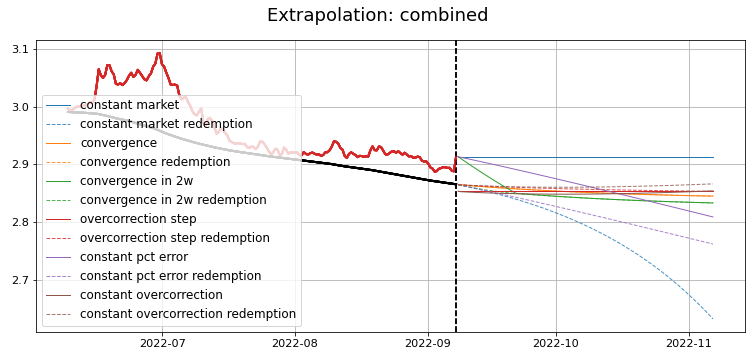 Extrapolation: combined
3.1
3.0
2.9
2.8
2.7
constant market
constant market redemption
convergence
convergence redemption
convergence in 2w
convergence in 2w redemption
overcorrection step
overcorrection step redemption
constant pct error
constant pct error redemption
constant overcorrection
constant overcorrection redemption
2022-07 2022-08 2022-09 2022-10 2022-11